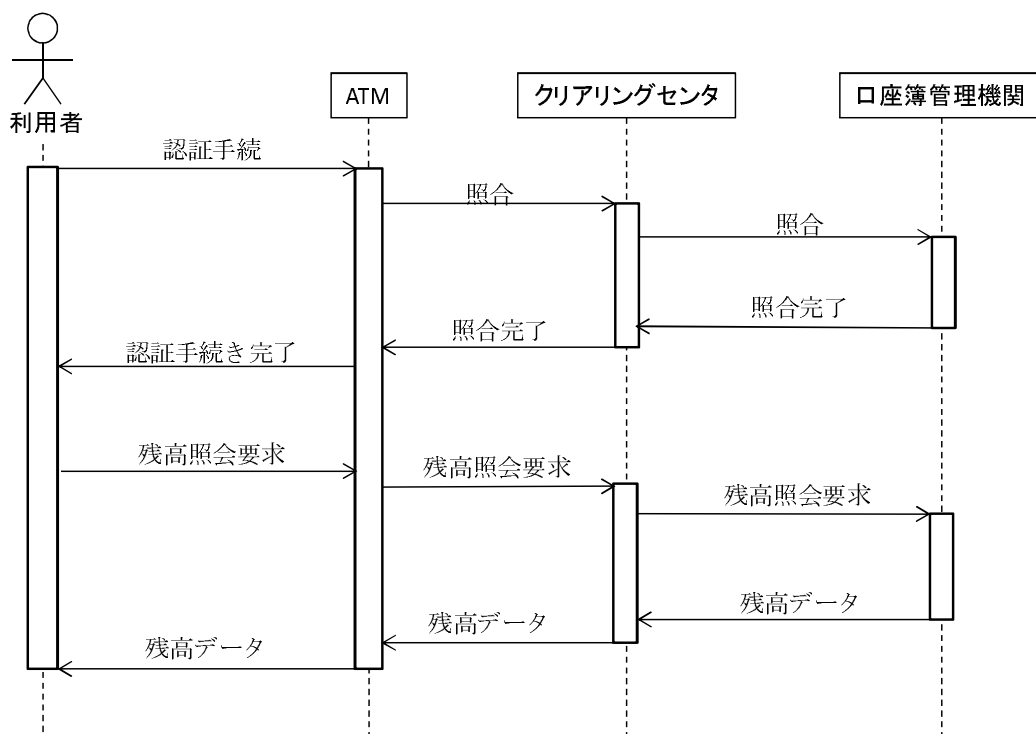 利用者
ATM
クリアリングセンタ
口座簿管理機関
認証手続
照合
照合
照合完了
照合完了
認証手続き完了
残高照会要求
残高照会要求
残高照会要求
残高データ
残高データ
残高データ